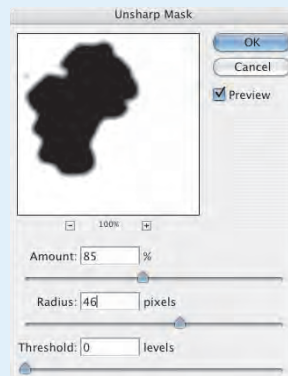 Unsharp Mask
OK
Cancel
Preview
100%
Amount: 85 %
Radius: 46 pixels
Threshold: 0 levels